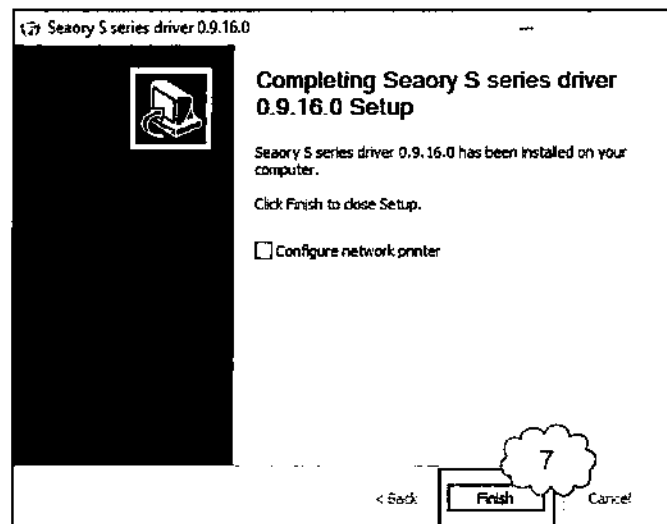 Seaory S series driver 0.9.16.0
Completing Seaory S series driver
0.9.16.0 Setup
Seaory S series driver 0.9.16.0 has been installed on your
computer.
Click Finish to close Setup.
Configure network printer
7
< Back
Finish
Cancel